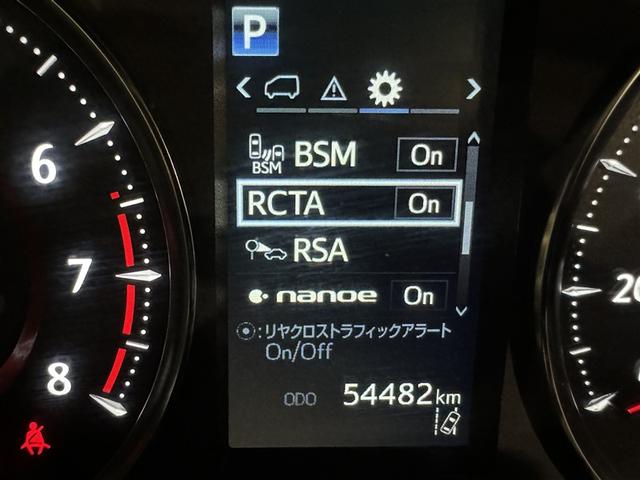 P
BSM BSM On
RCTA On
RSA
nanoe On
:リヤクロストラフィックアラート
On/Off
ODO 54482km
6
7
8
20